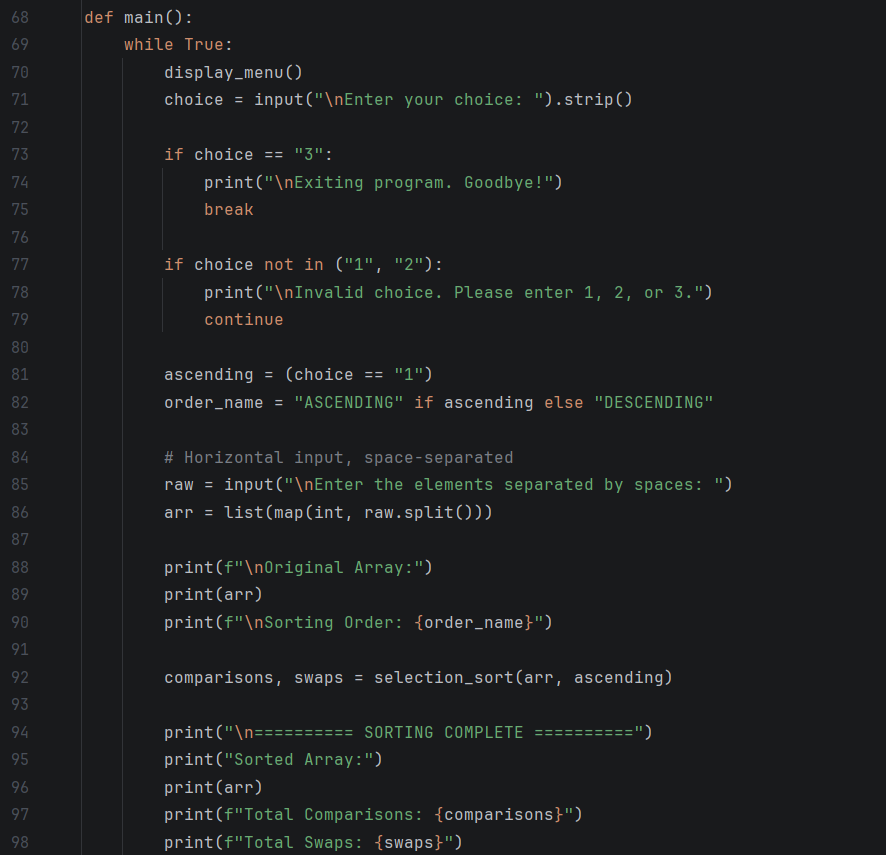 68 def main():
69 while True:
70 display_menu()
71 choice = input("\nEnter your choice: ").strip()
72
73 if choice == "3":
74 print("\nExiting program. Goodbye!")
75 break
76
77 if choice not in ("1", "2"):
78 print("\nInvalid choice. Please enter 1, 2, or 3.")
79 continue
80
81 ascending = (choice == "1")
82 order_name = "ASCENDING" if ascending else "DESCENDING"
83
84 # Horizontal input, space-separated
85 raw = input("\nEnter the elements separated by spaces: ")
86 arr = list(map(int, raw.split()))
87
88 print(f"\nOriginal Array:")
89 print(arr)
90 print(f"\nSorting Order: {order_name}")
91
92 comparisons, swaps = selection_sort(arr, ascending)
93
94 print("\n========== SORTING COMPLETE ==========")
95 print("Sorted Array:")
96 print(arr)
97 print(f"Total Comparisons: {comparisons}")
98 print(f"Total Swaps: {swaps}")